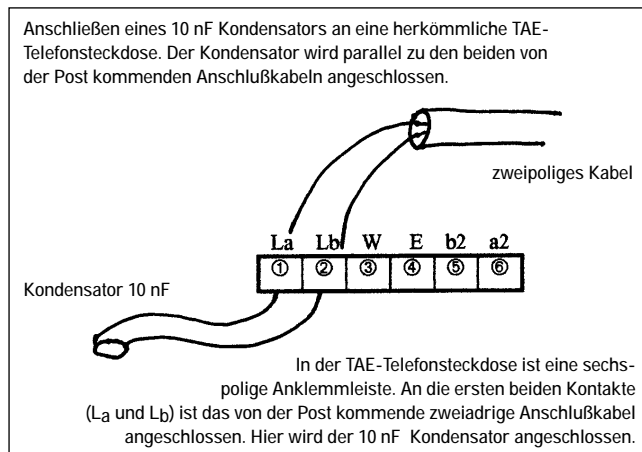 Anschließen eines 10 nF Kondensators an eine herkömmliche TAE-
Telefonsteckdose. Der Kondensator wird parallel zu den beiden von
der Post kommenden Anschlußkabeln angeschlossen.
zweipoliges Kabel
La Lb W E b2 a2
① ② ③ ④ ⑤ ⑥
Kondensator 10 nF
In der TAE-Telefonsteckdose ist eine sechs-
polige Anklemmleiste. An die ersten beiden Kontakte
(La und Lb) ist das von der Post kommende zweiadrige Anschlußkabel
angeschlossen. Hier wird der 10 nF Kondensator angeschlossen.